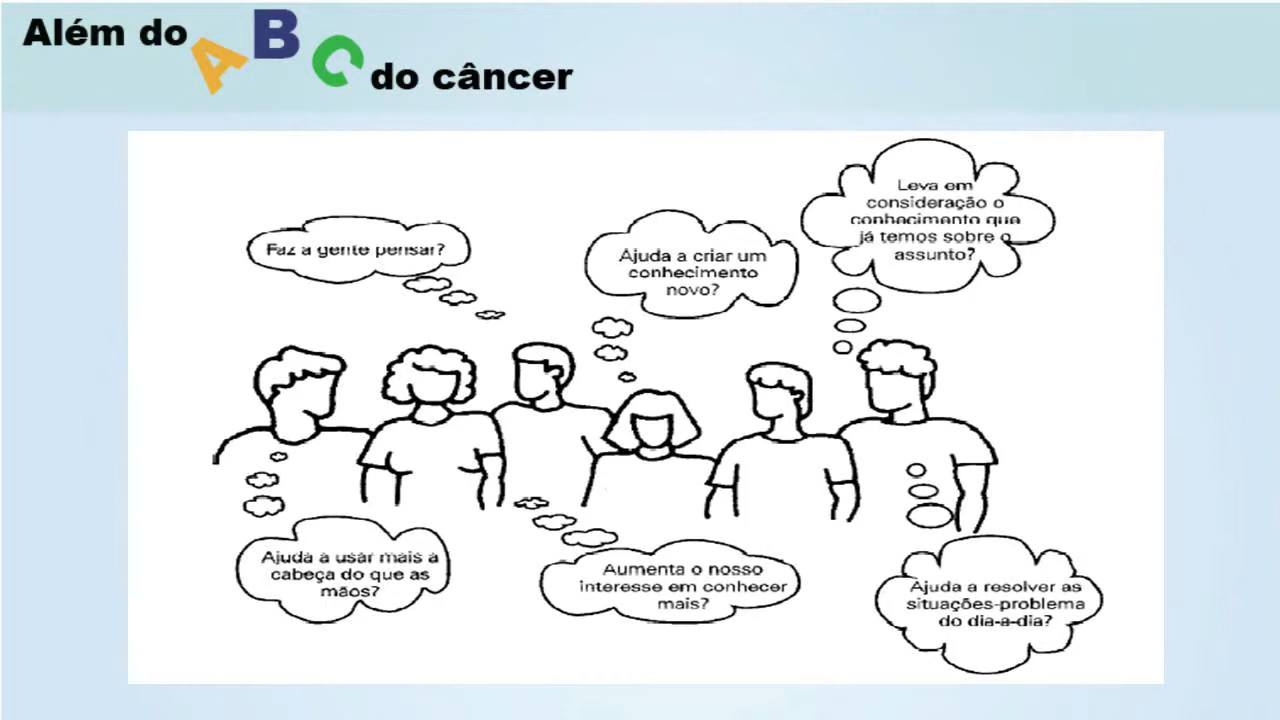 Além do ABC do câncer
Faz a gente pensar?
Ajuda a criar um
conhecimento
novo?
Leva em
consideração o
conhecimento que
já temos sobre o
assunto?
Ajuda a usar mais a
cabeça do que as
mãos?
Aumenta o nosso
interesse em conhecer
mais?
Ajuda a resolver as
situações-problema
do dia-a-dia?